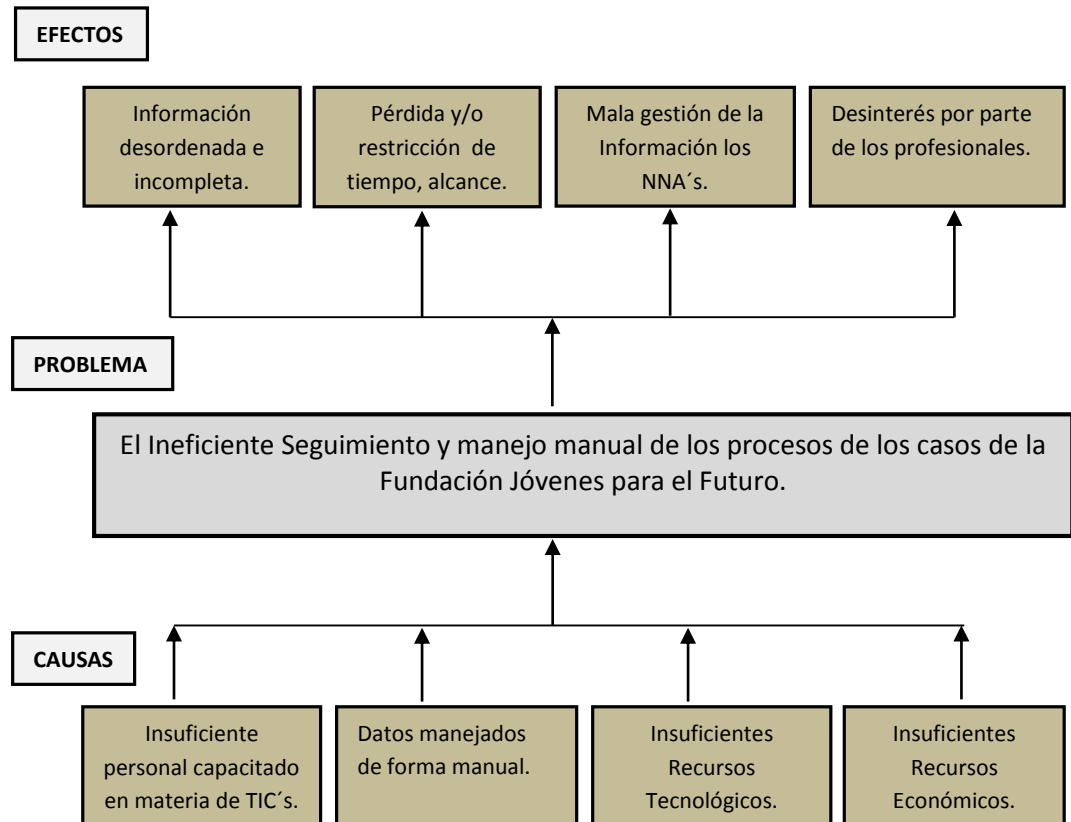 EFECTOS
Información
desordenada e
incompleta.
Pérdida y/o
restricción de
tiempo, alcance.
Mala gestión de la
Información los
NNA´s.
Desinterés por parte
de los profesionales.
PROBLEMA
El Ineficiente Seguimiento y manejo manual de los procesos de los casos de la
Fundación Jóvenes para el Futuro.
CAUSAS
Insuficiente
personal capacitado
en materia de TIC´s.
Datos manejados
de forma manual.
Insuficientes
Recursos
Tecnológicos.
Insuficientes
Recursos
Económicos.